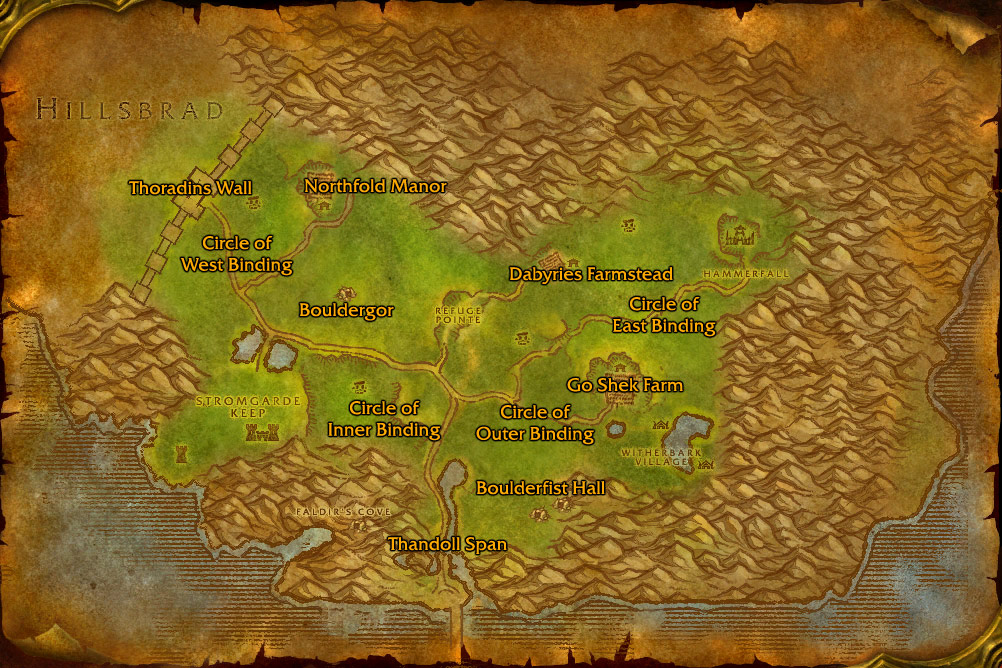 HILLSBRAD
Thoradins Wall
Northfold Manor
Circle of
West Binding
Dabyries Farmstead
HAMMERFALL
Bouldergor
REFUGE
POINTE
Circle of
East Binding
Go Shek Farm
STROMGARDE
KEEP
Circle of
Inner Binding
Circle of
Outer Binding
WITHERBARK
VILLAGE
Boulderfist Hall
FALDIR'S COVE
Thandoll Span